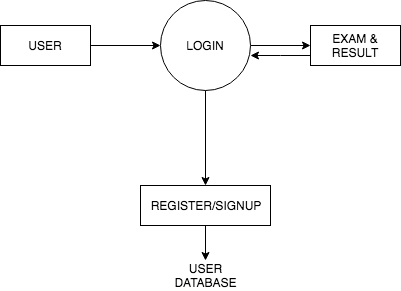 USER
LOGIN
EXAM &
RESULT
REGISTER/SIGNUP
USER
DATABASE